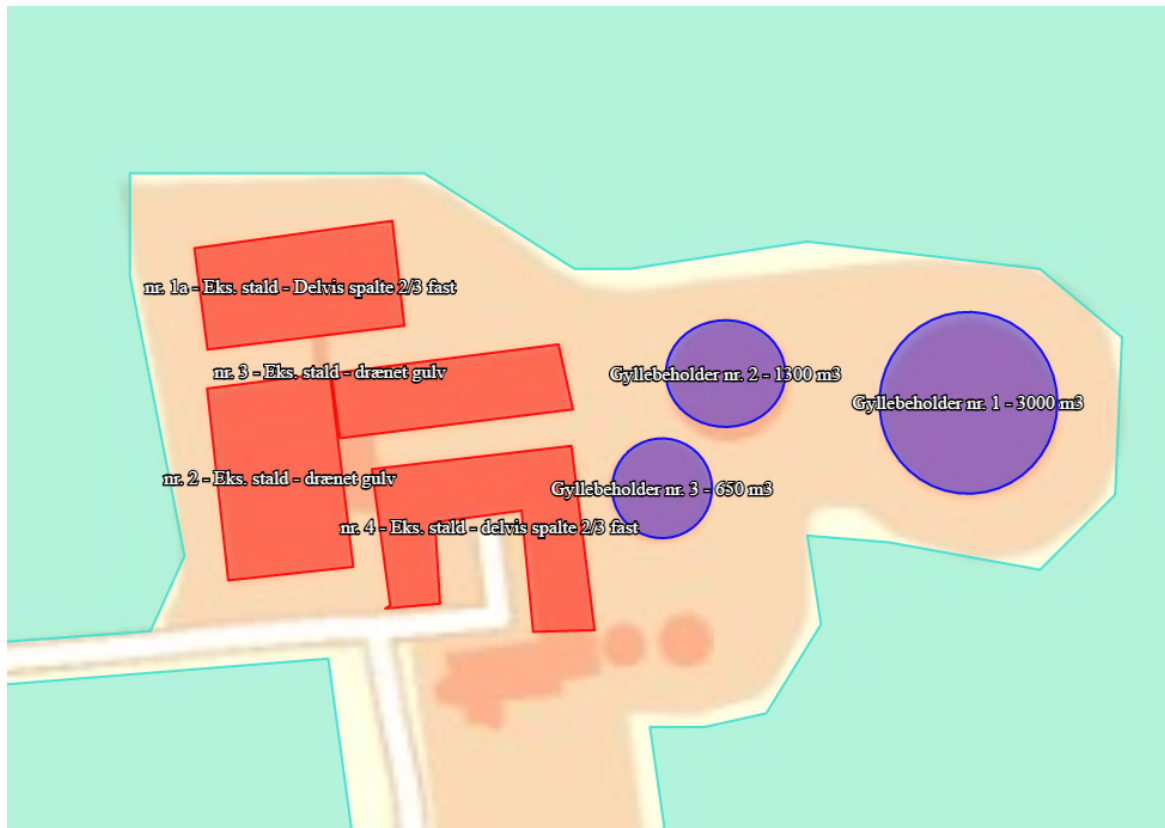 nr. 1a - Eks. stald - Delvis spalte 2/3 fast
nr. 3 - Eks. stald - drænet gulv
Gyllebeholder nr. 2 - 1300 m3
Gyllebeholder nr. 1 - 3000 m3
nr. 2 - Eks. stald - drænet gulv
Gyllebeholder nr. 3 - 650 m3
nr. 4 - Eks. stald - delvis spalte 2/3 fast